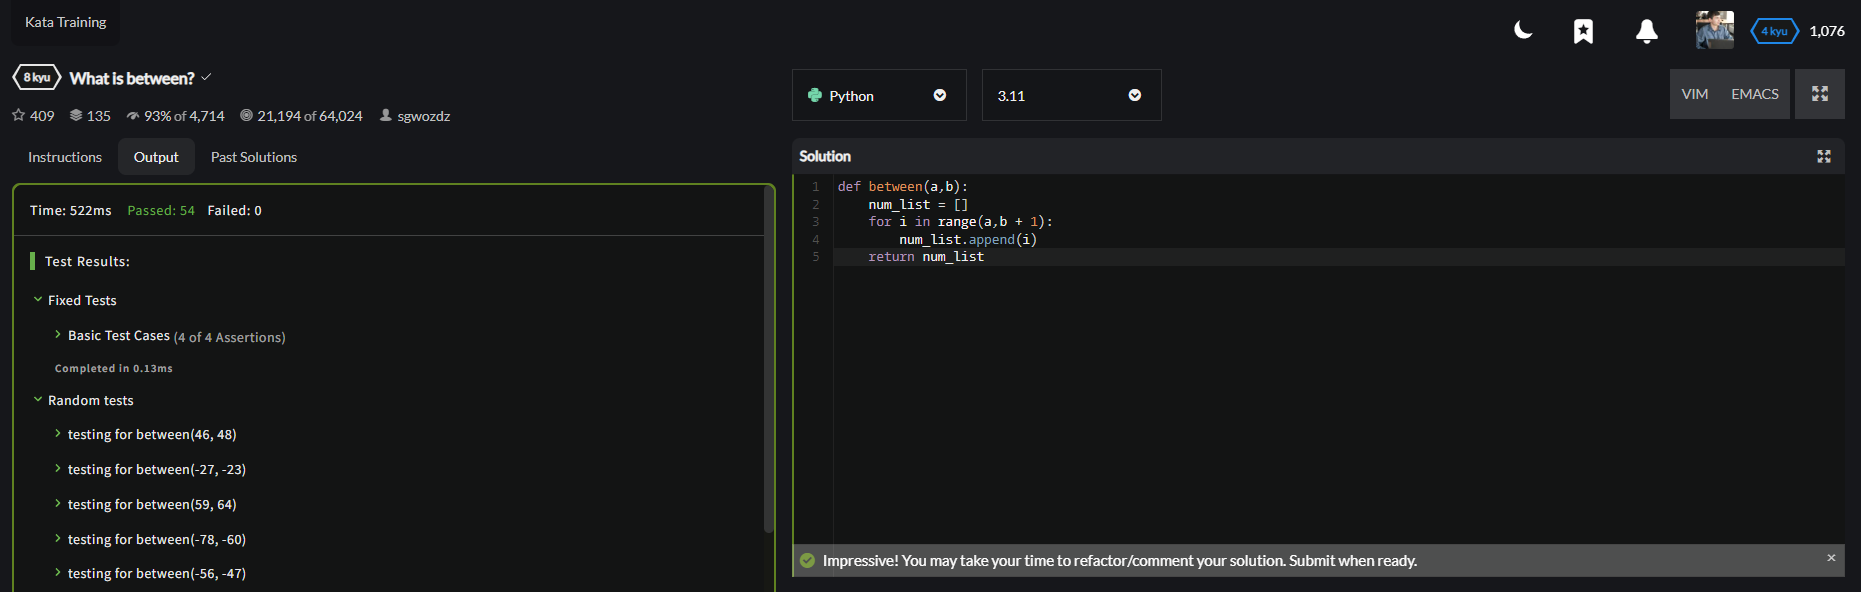 Kata Training
4 kyu 1,076
8 kyu What is between?
409 135 93% of 4,714 21,194 of 64,024 sgwozdz
Python 3.11 VIM EMACS
Instructions Output Past Solutions
Time: 522ms Passed: 54 Failed: 0
Test Results:
Fixed Tests
Basic Test Cases (4 of 4 Assertions)
Completed in 0.13ms
Random tests
testing for between(46, 48)
testing for between(-27, -23)
testing for between(59, 64)
testing for between(-78, -60)
testing for between(-56, -47)
Solution
1 def between(a,b):
2     num_list = []
3     for i in range(a,b + 1):
4         num_list.append(i)
5     return num_list
Impressive! You may take your time to refactor/comment your solution. Submit when ready. ×